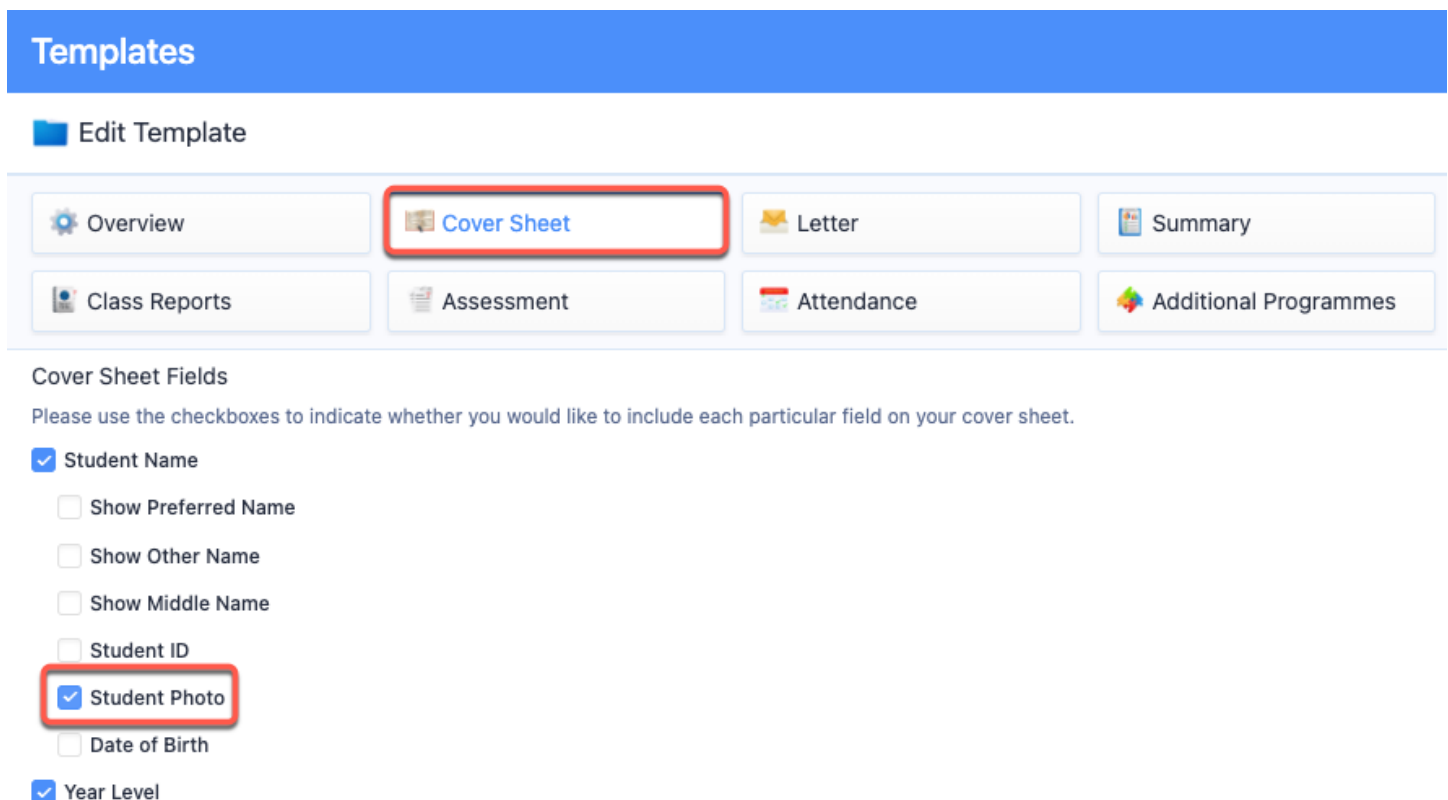 Templates
Edit Template
Overview
Cover Sheet
Letter
Summary
Class Reports
Assessment
Attendance
Additional Programmes
Cover Sheet Fields
Please use the checkboxes to indicate whether you would like to include each particular field on your cover sheet.
Student Name
Show Preferred Name
Show Other Name
Show Middle Name
Student ID
Student Photo
Date of Birth
Year Level